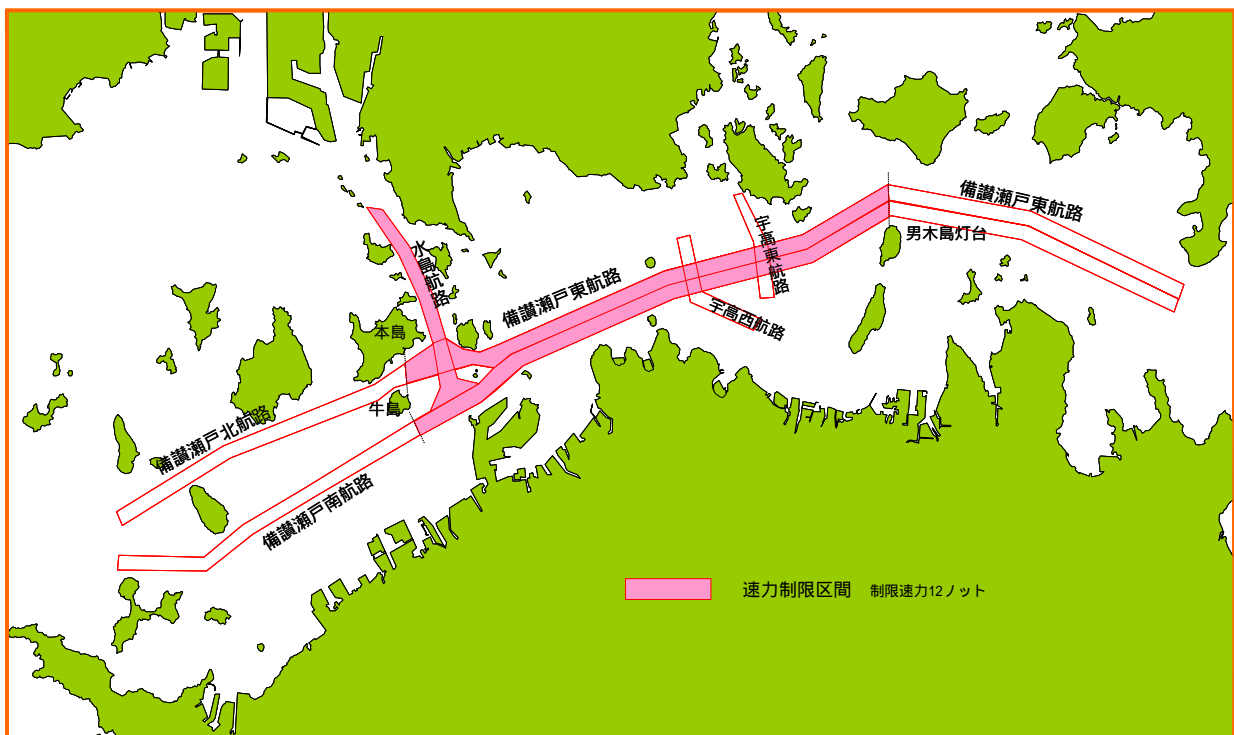 備讃瀬戸東航路
男木島灯台
宇高東航路
水島航路
備讃瀬戸東航路
宇高西航路
本島
牛島
備讃瀬戸北航路
備讃瀬戸南航路
速力制限区間 制限速力12ノット